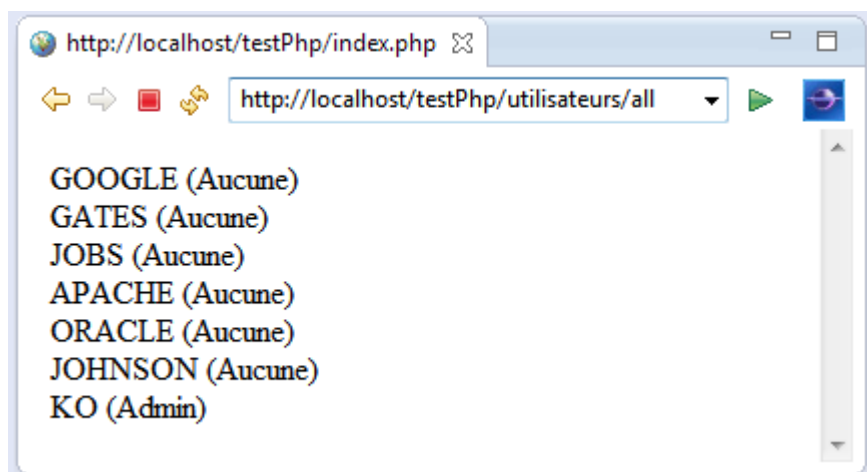 http://localhost/testPhp/index.php
http://localhost/testPhp/utilisateurs/all
GOOGLE (Aucune)
GATES (Aucune)
JOBS (Aucune)
APACHE (Aucune)
ORACLE (Aucune)
JOHNSON (Aucune)
KO (Admin)